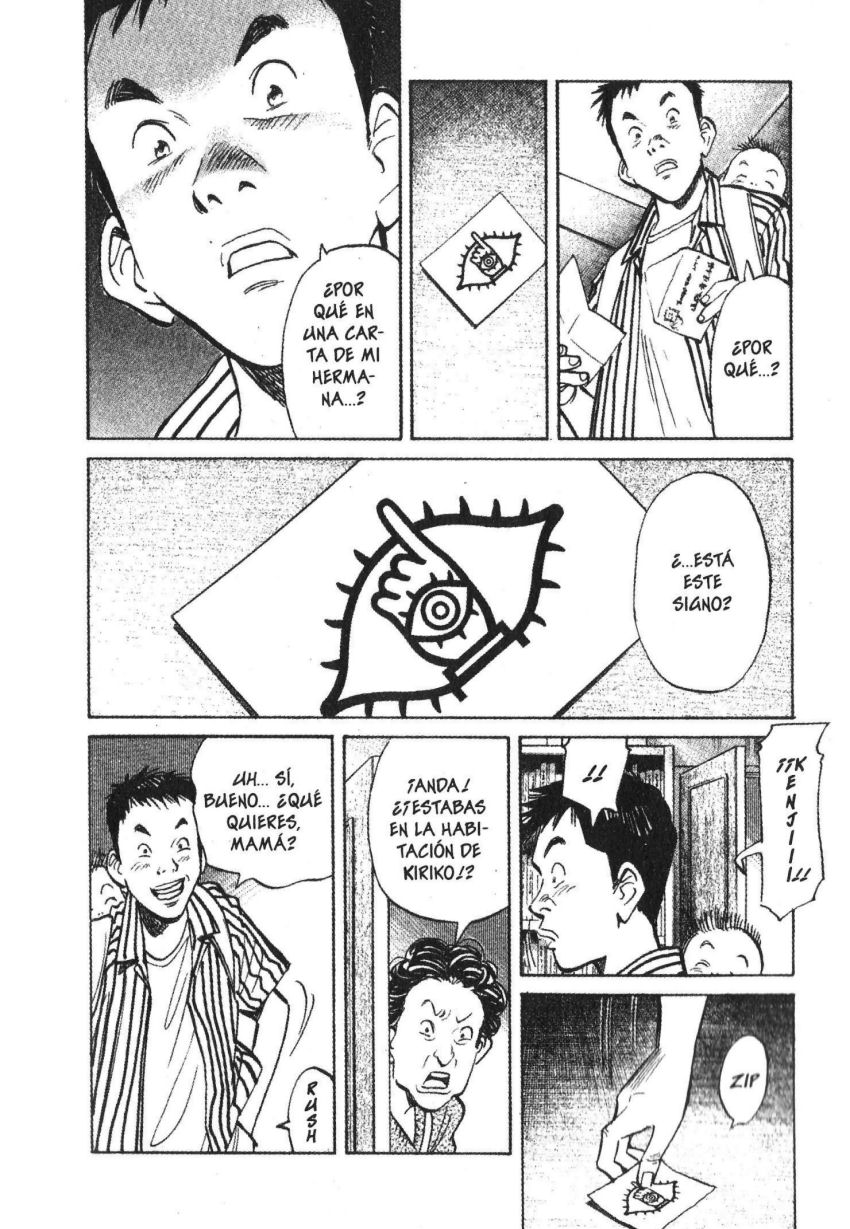 ¿POR
QUÉ...?
¿POR
QUÉ EN
UNA CAR-
TA DE MI
HERMA-
NA...?
¿...ESTÁ
ESTE
SIGNO?
¡¡KENJIII!!
!!
ZIP
¡ANDA!
¿¡ESTABAS
EN LA HABI-
TACIÓN DE
KIRIKO!?
UH... SÍ,
BUENO... ¿QUÉ
QUIERES,
MAMÁ?
RUSH